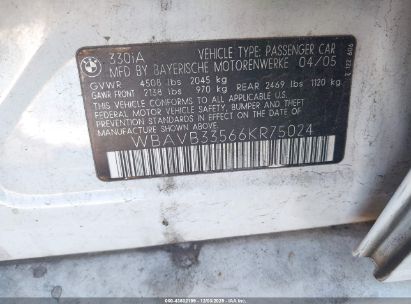 330iA VEHICLE TYPE: PASSENGER CAR
MFD BY BAYERISCHE MOTORENWERKE 04/05
GVWR 4508 lbs 2045 kg
GAWR FRONT 2138 lbs 970 kg REAR 2469 lbs 1120 kg
THIS VEHICLE CONFORMS TO ALL APPLICABLE
FEDERAL MOTOR VEHICLE SAFETY, BUMPER AND THEFT
PREVENTION STANDARDS IN EFFECT ON THE DATE OF
MANUFACTURE SHOWN ABOVE
WBAVB33566KR75024